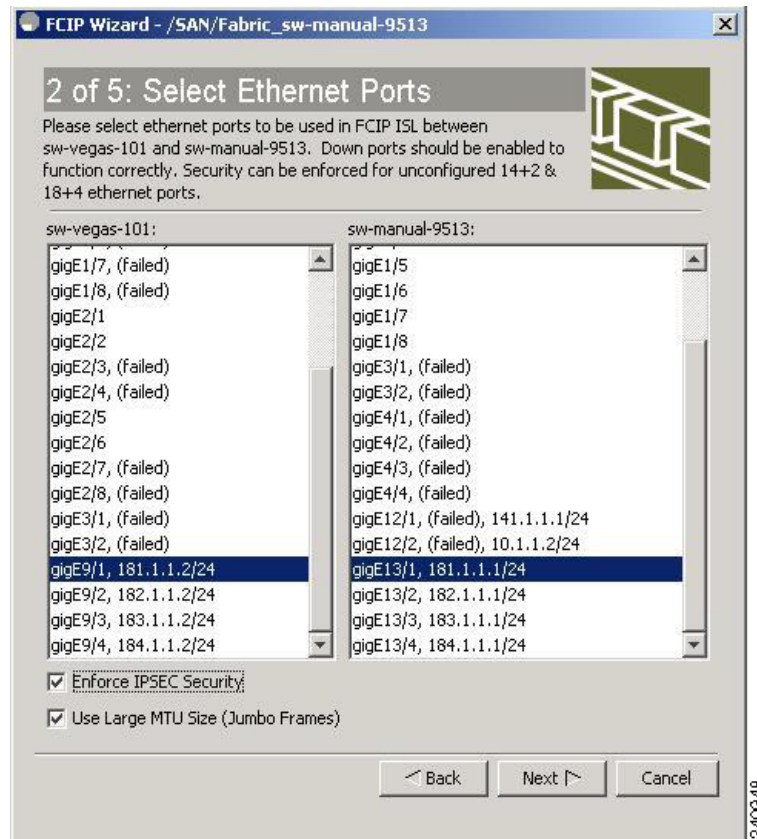 FCIP Wizard - /SAN/Fabric_sw-manual-9513
2 of 5: Select Ethernet Ports
Please select ethernet ports to be used in FCIP ISL between
sw-vegas-101 and sw-manual-9513. Down ports should be enabled to
function correctly. Security can be enforced for unconfigured 14+2 &
18+4 ethernet ports.
sw-vegas-101:
gigE1/7, (failed)
gigE1/8, (failed)
gigE2/1
gigE2/2
gigE2/3, (failed)
gigE2/4, (failed)
gigE2/5
gigE2/6
gigE2/7, (failed)
gigE2/8, (failed)
gigE3/1, (failed)
gigE3/2, (failed)
gigE9/1, 181.1.1.2/24
gigE9/2, 182.1.1.2/24
gigE9/3, 183.1.1.2/24
gigE9/4, 184.1.1.2/24
sw-manual-9513:
gigE1/5
gigE1/6
gigE1/7
gigE1/8
gigE3/1, (failed)
gigE3/2, (failed)
gigE4/1, (failed)
gigE4/2, (failed)
gigE4/3, (failed)
gigE4/4, (failed)
gigE12/1, (failed), 141.1.1.1/24
gigE12/2, (failed), 10.1.1.2/24
gigE13/1, 181.1.1.1/24
gigE13/2, 182.1.1.1/24
gigE13/3, 183.1.1.1/24
gigE13/4, 184.1.1.1/24
Enforce IPSEC Security
Use Large MTU Size (Jumbo Frames)
Back
Next
Cancel